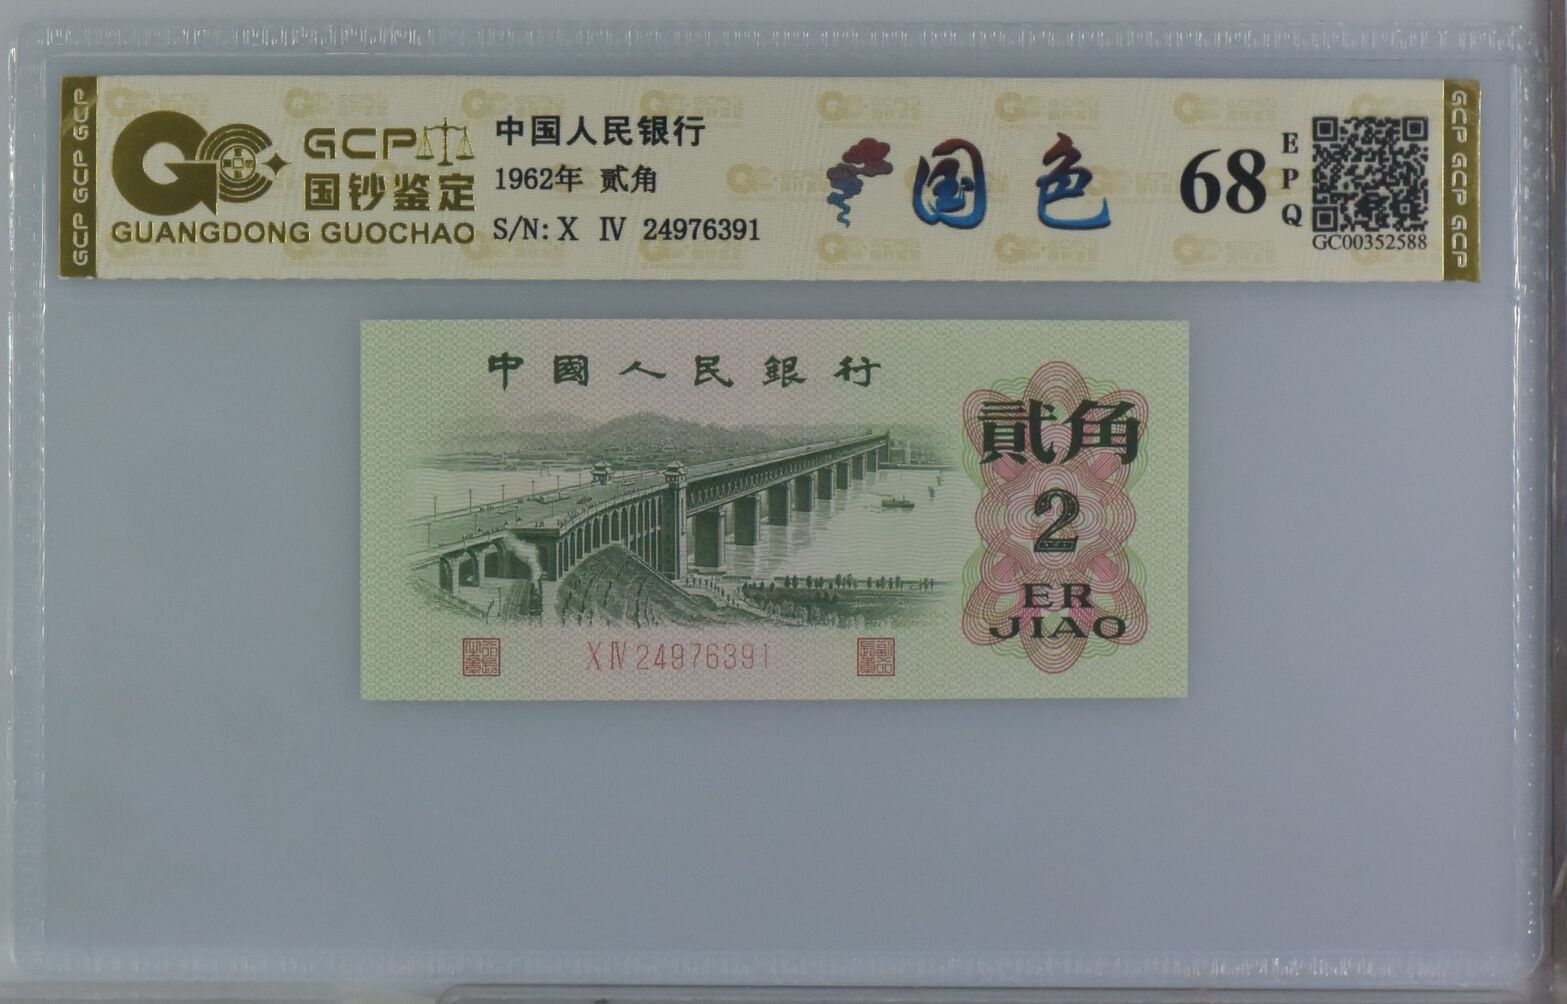 GCP GCP GCP
GCP
国钞鉴定
GUANGDONG GUOCHAO
中国人民银行
1962年 贰角
S/N: X Ⅳ 24976391
国色
68
EPQ
GC00352588
GCP GCP GCP
中國人民銀行
貳角
2
ER
JIAO
X Ⅳ 24976391